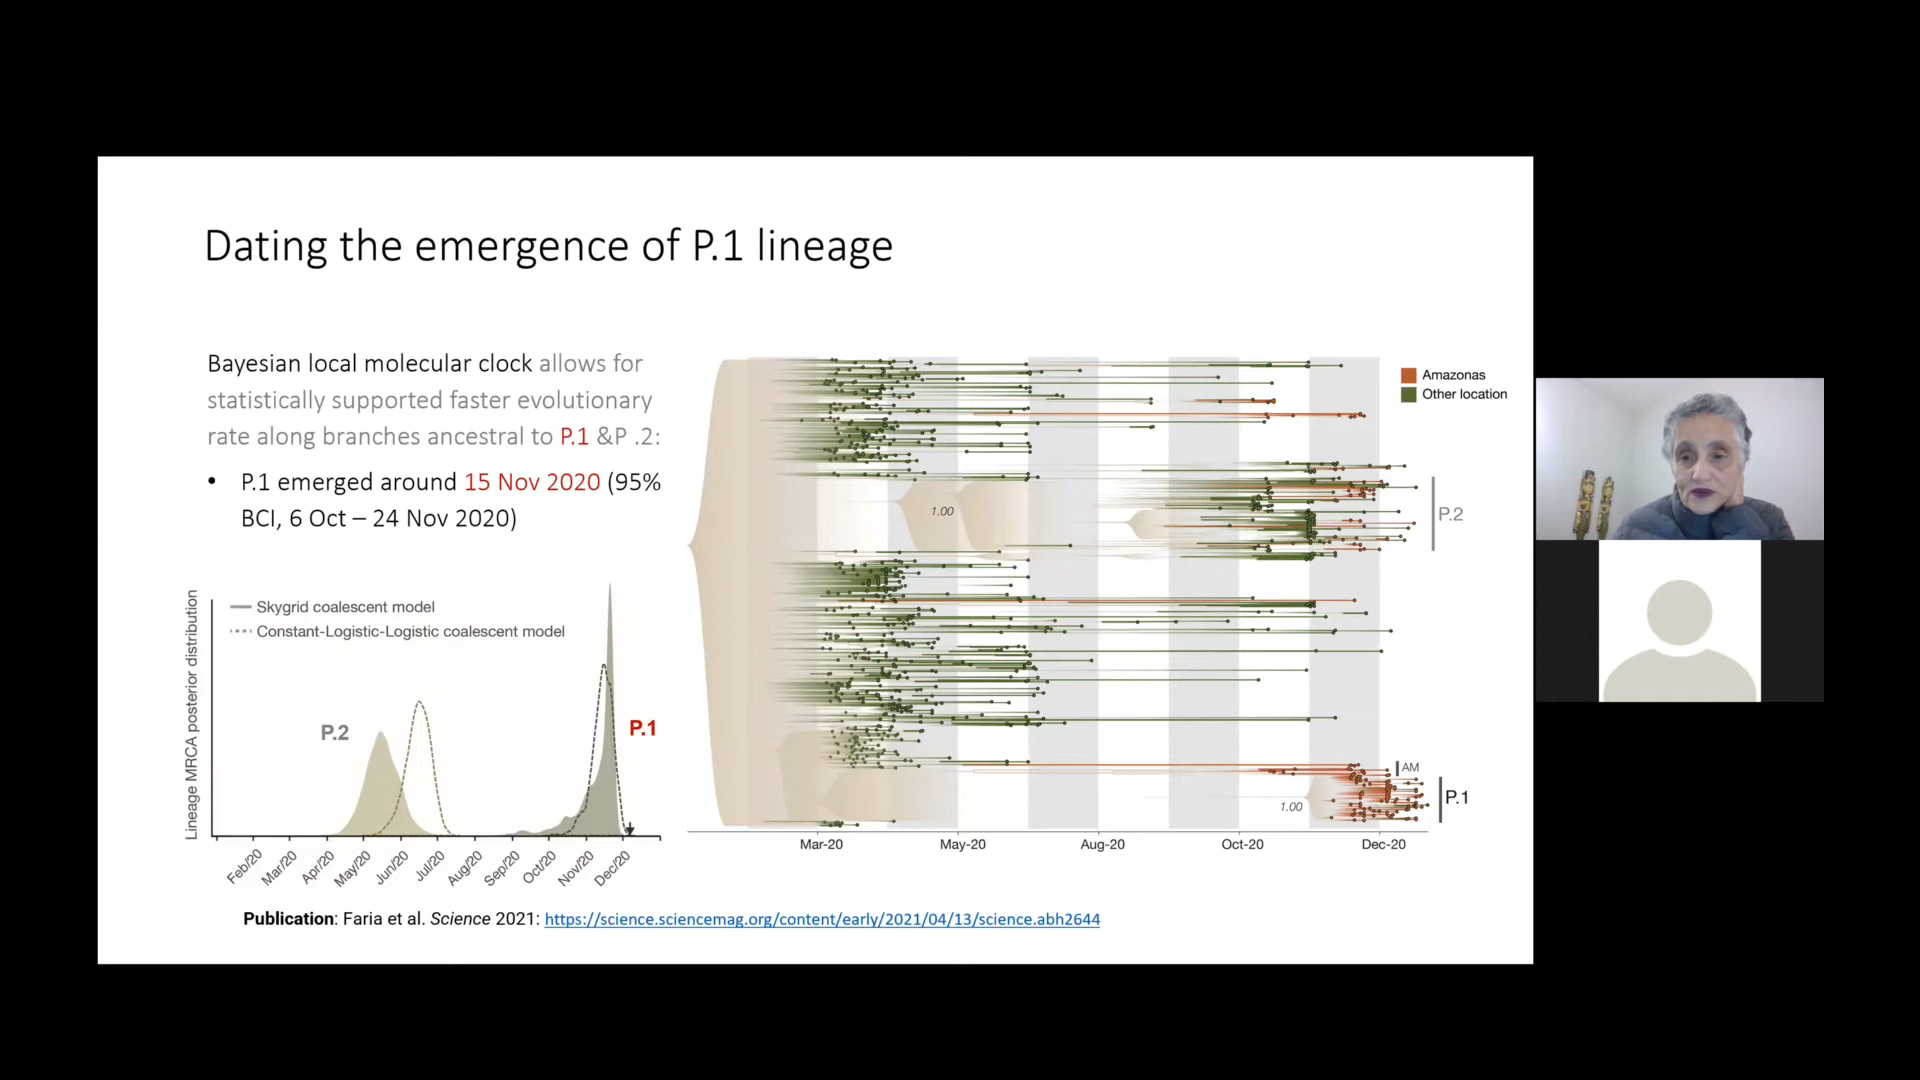 Dating the emergence of P.1 lineage
Bayesian local molecular clock allows for
statistically supported faster evolutionary
rate along branches ancestral to P.1 &P .2:
• P.1 emerged around 15 Nov 2020 (95%
BCI, 6 Oct – 24 Nov 2020)
Lineage MRCA posterior distribution
Skygrid coalescent model
Constant-Logistic-Logistic coalescent model
P.2
P.1
Feb/20
Mar/20
Apr/20
May/20
Jun/20
Jul/20
Aug/20
Sep/20
Oct/20
Nov/20
Dec/20
Amazonas
Other location
1.00
P.2
AM
1.00
P.1
Mar-20
May-20
Aug-20
Oct-20
Dec-20
Publication: Faria et al. Science 2021: https://science.sciencemag.org/content/early/2021/04/13/science.abh2644